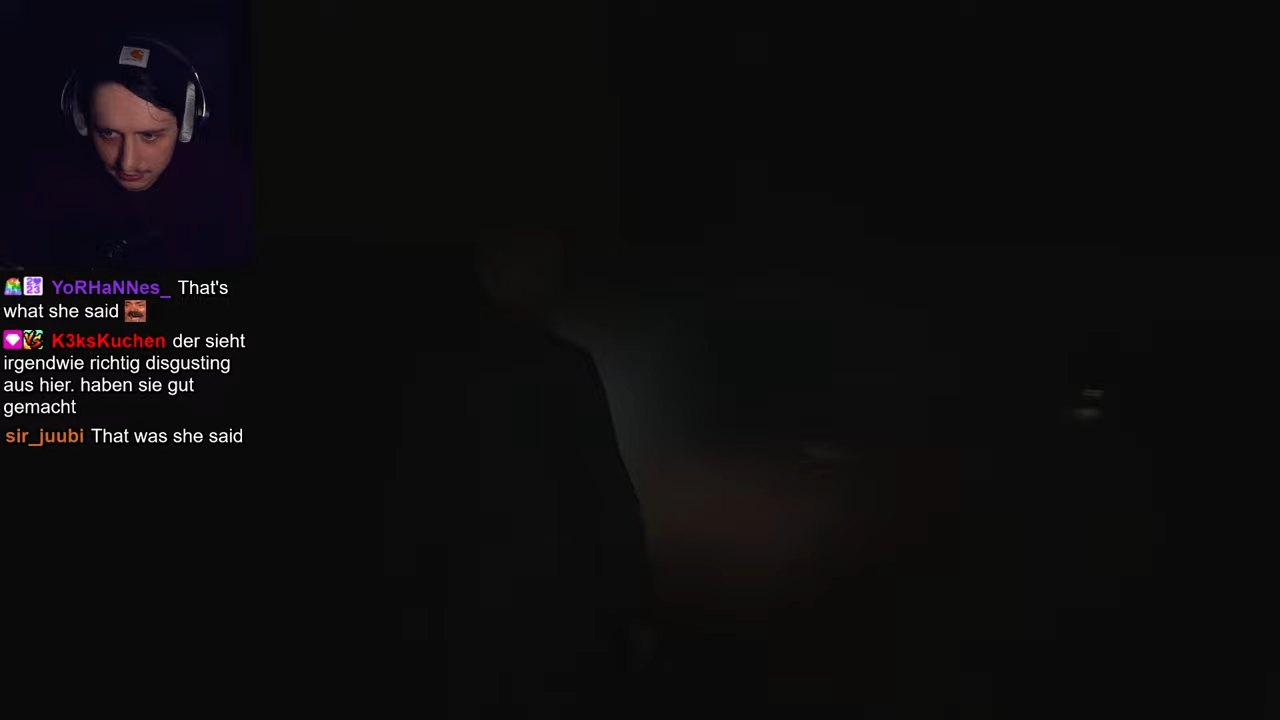 YoRHaNNes_ That's
what she said
K3ksKuchen der sieht
irgendwie richtig disgusting
aus hier. haben sie gut
gemacht
sir_juubi That was she said